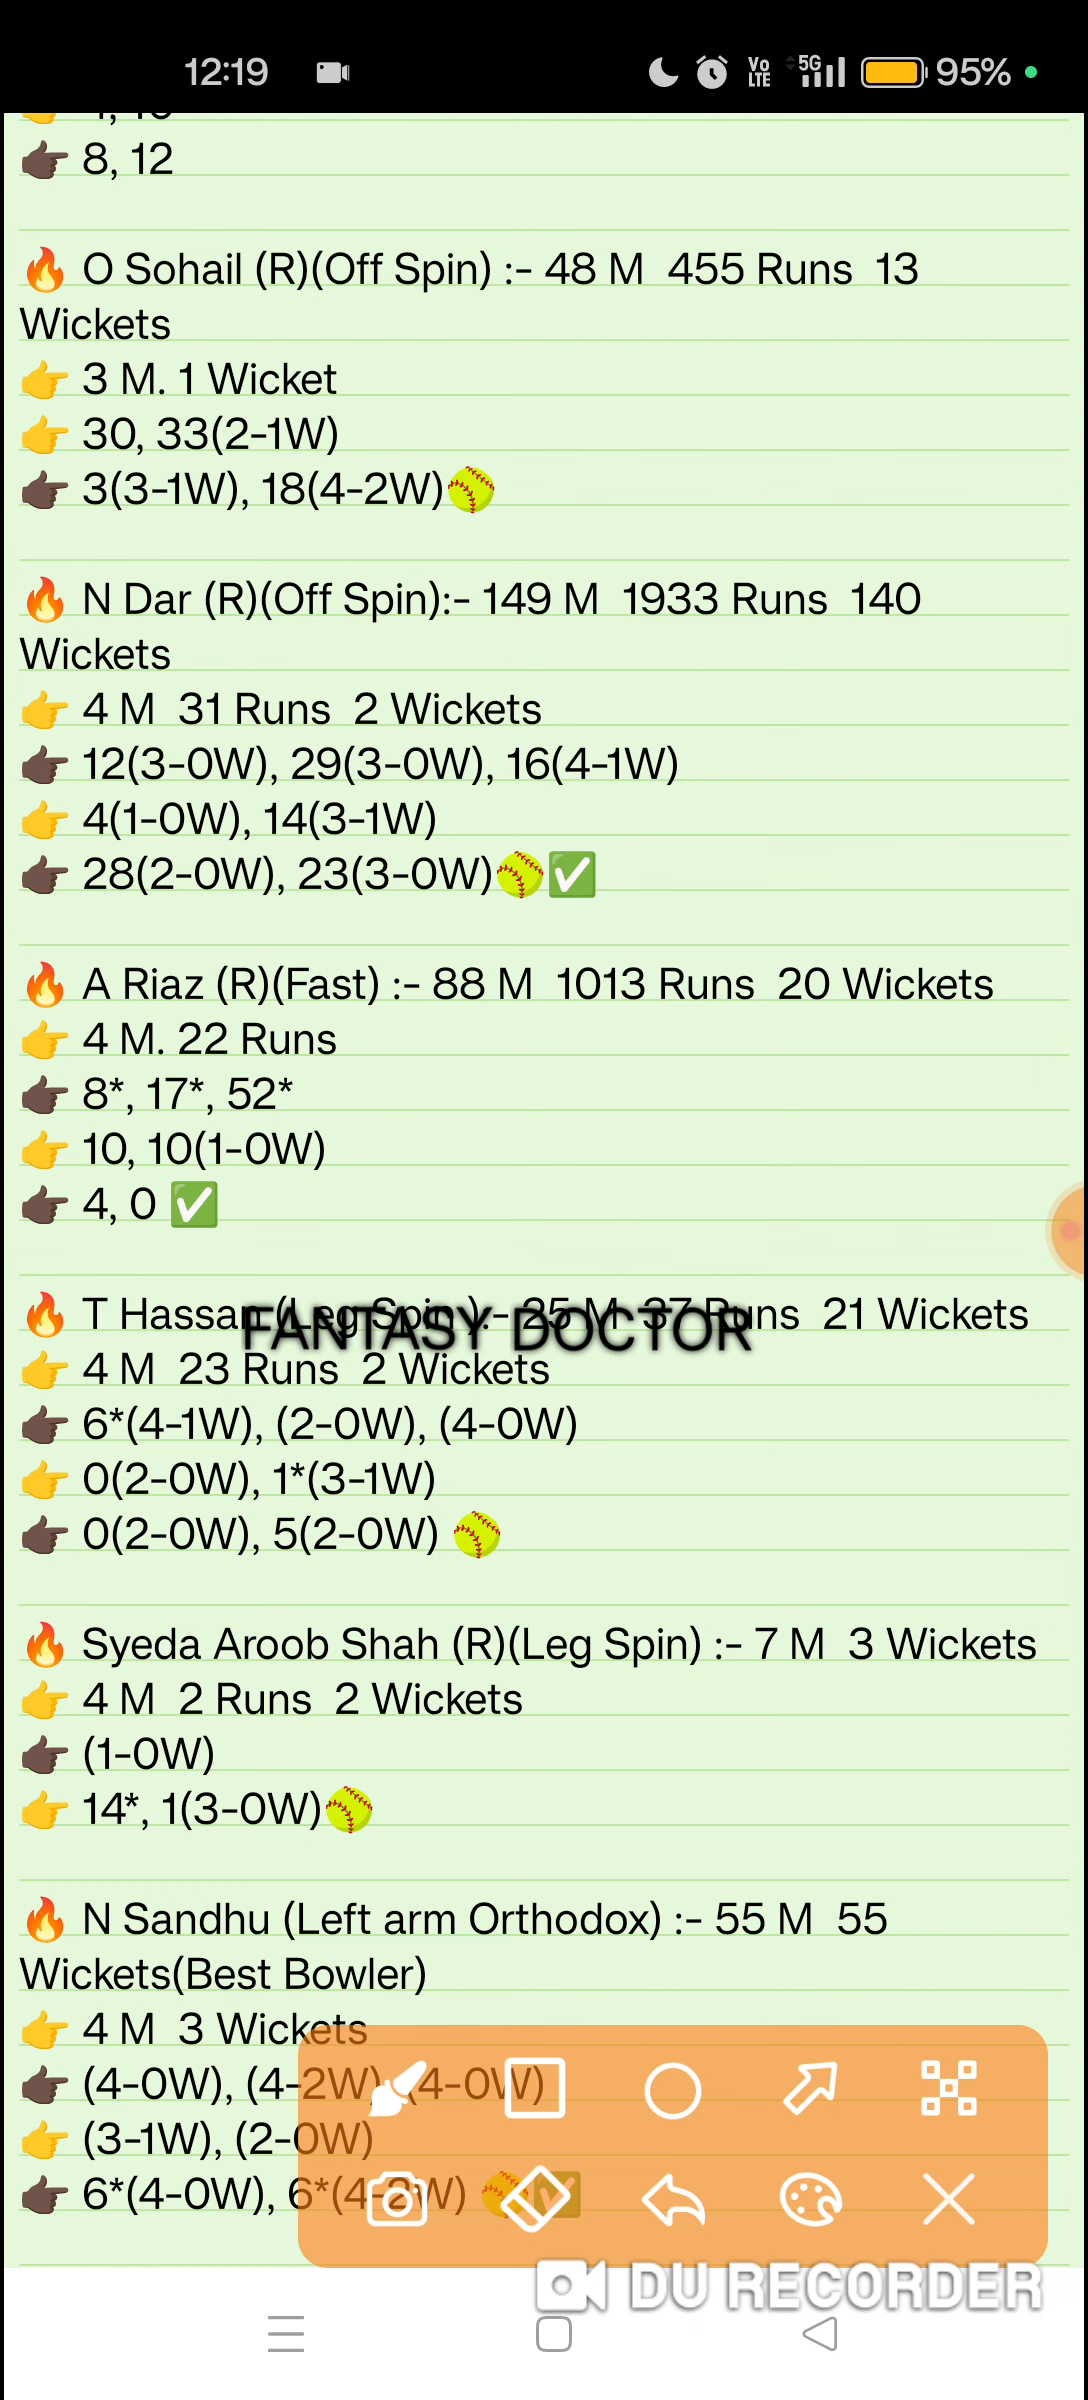 12:19 Vo LTE 5G 95%
👉 8, 12
🔥 O Sohail (R)(Off Spin) :- 48 M 455 Runs 13
Wickets
👉 3 M. 1 Wicket
👉 30, 33(2-1W)
👉 3(3-1W), 18(4-2W)🥎
🔥 N Dar (R)(Off Spin):- 149 M 1933 Runs 140
Wickets
👉 4 M 31 Runs 2 Wickets
👉 12(3-0W), 29(3-0W), 16(4-1W)
👉 4(1-0W), 14(3-1W)
👉 28(2-0W), 23(3-0W)🥎✅
🔥 A Riaz (R)(Fast) :- 88 M 1013 Runs 20 Wickets
👉 4 M. 22 Runs
👉 8*, 17*, 52*
👉 10, 10(1-0W)
👉 4, 0 ✅
🔥 T Hassan (Leg Spin ):- 25 M 37 Runs 21 Wickets
FANTASY DOCTOR
👉 4 M 23 Runs 2 Wickets
👉 6*(4-1W), (2-0W), (4-0W)
👉 0(2-0W), 1*(3-1W)
👉 0(2-0W), 5(2-0W) 🥎
🔥 Syeda Aroob Shah (R)(Leg Spin) :- 7 M 3 Wickets
👉 4 M 2 Runs 2 Wickets
👉 (1-0W)
👉 14*, 1(3-0W)🥎
🔥 N Sandhu (Left arm Orthodox) :- 55 M 55
Wickets(Best Bowler)
👉 4 M 3 Wickets
👉 (4-0W), (4-2W), (4-0W)
👉 (3-1W), (2-0W)
👉 6*(4-0W), 6*(4-2W) 🥎✅
DU RECORDER